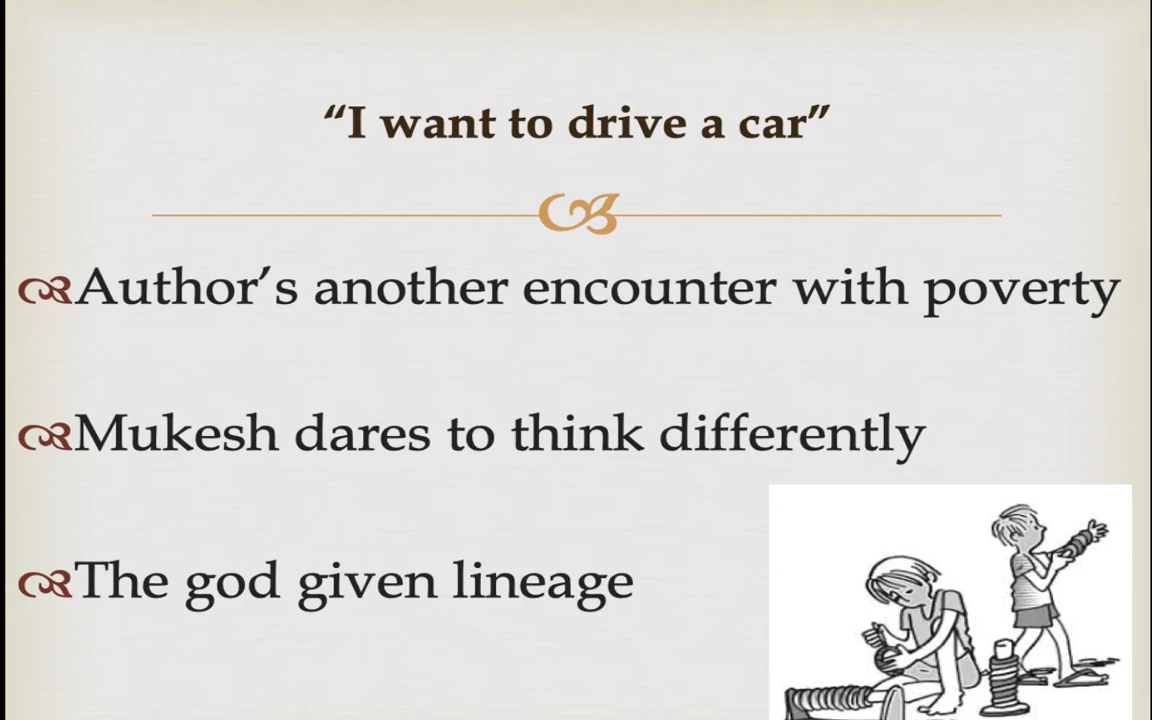 “I want to drive a car”
Author’s another encounter with poverty
Mukesh dares to think differently
The god given lineage